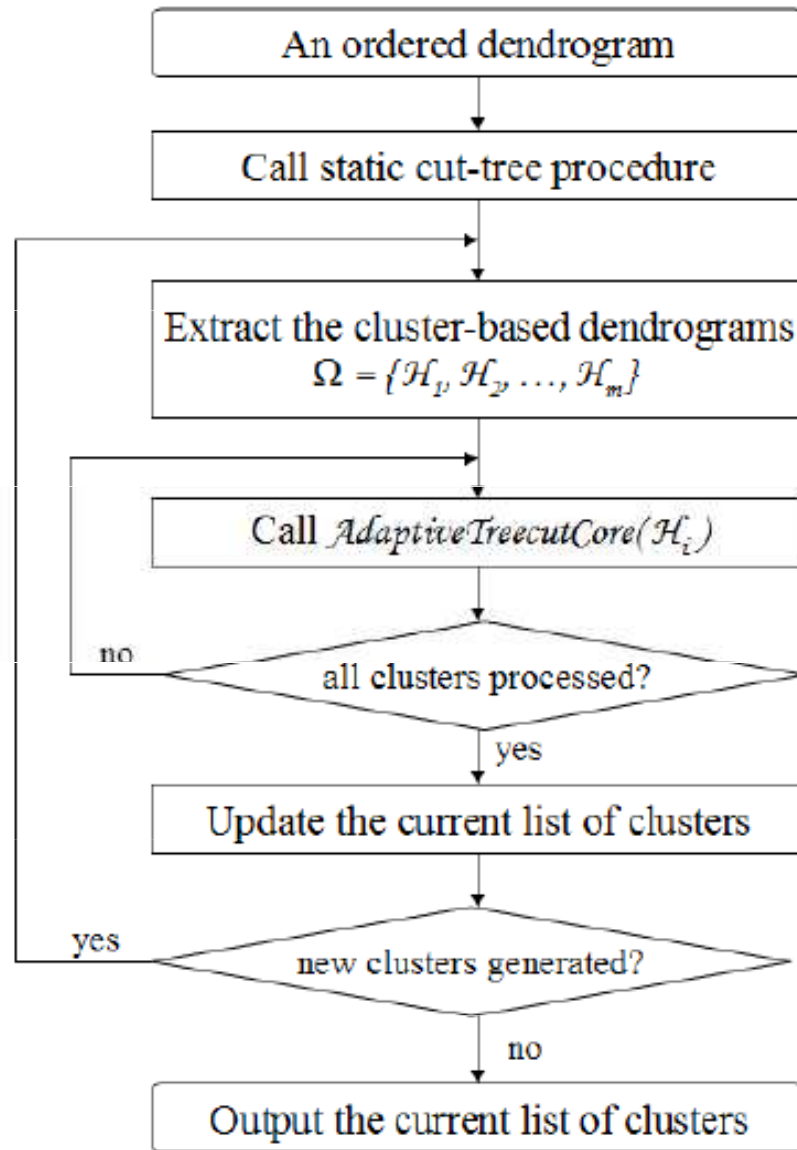 An ordered dendrogram
Call static cut-tree procedure
Extract the cluster-based dendrograms
Ω = {ℋ₁, ℋ₂, ..., ℋₘ}
Call AdaptiveTreecutCore(ℋᵢ)
no
all clusters processed?
yes
Update the current list of clusters
yes
new clusters generated?
no
Output the current list of clusters